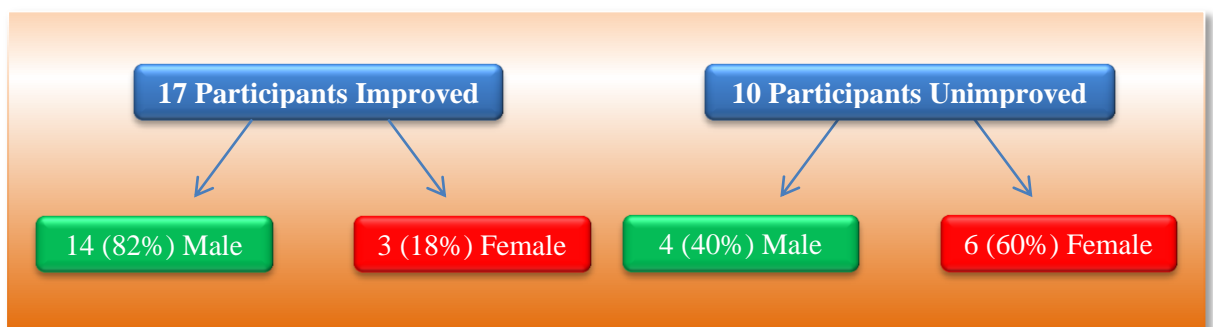 17 Participants Improved
10 Participants Unimproved
14 (82%) Male
3 (18%) Female
4 (40%) Male
6 (60%) Female